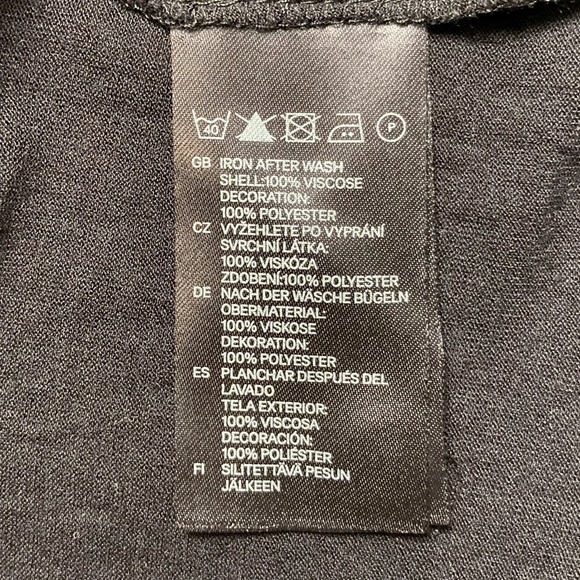 40 P
GB IRON AFTER WASH
SHELL:100% VISCOSE
DECORATION:
100% POLYESTER
CZ VYŽEHLETE PO VYPRÁNÍ
SVRCHNÍ LÁTKA:
100% VISKÓZA
ZDOBENÍ:100% POLYESTER
DE NACH DER WÄSCHE BÜGELN
OBERMATERIAL:
100% VISKOSE
DEKORATION:
100% POLYESTER
ES PLANCHAR DESPUÉS DEL
LAVADO
TELA EXTERIOR:
100% VISCOSA
DECORACIÓN:
100% POLIÉSTER
FI SILITETTÄVÄ PESUN
JÄLKEEN